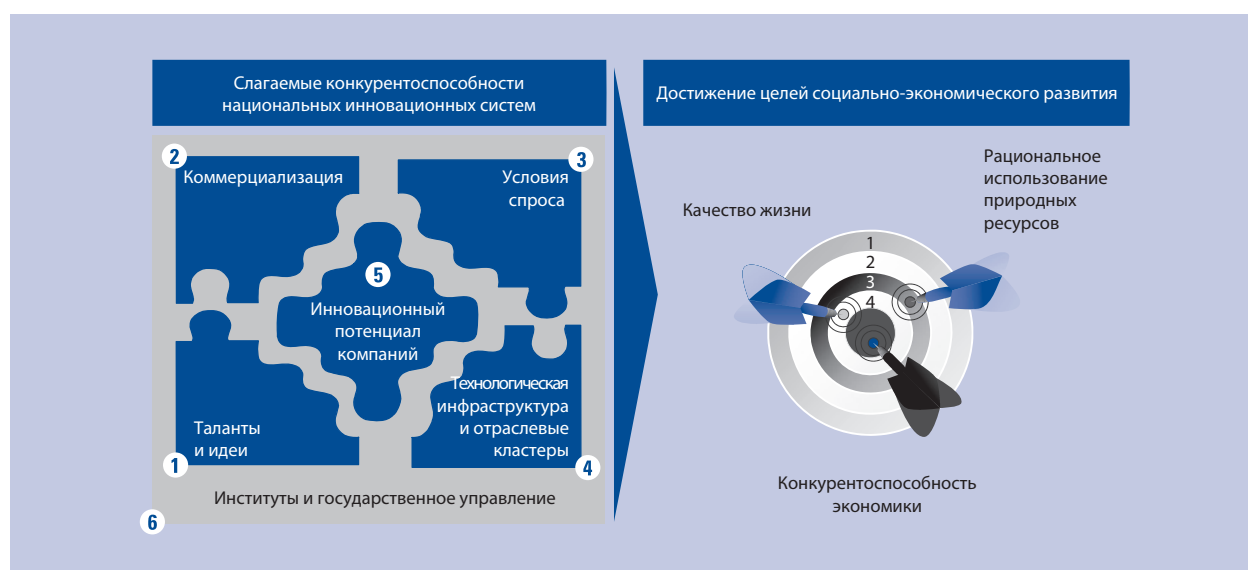 Слагаемые конкурентоспособности
национальных инновационных систем
Достижение целей социально-экономического развития
2
Коммерциализация
3
Условия
спроса
5
Инновационный
потенциал
компаний
Таланты
и идеи
1
Технологическая
инфраструктура
и отраслевые
кластеры
4
Институты и государственное управление
6
Качество жизни
Рациональное
использование
природных
ресурсов
1
2
3
4
Конкурентоспособность
экономики